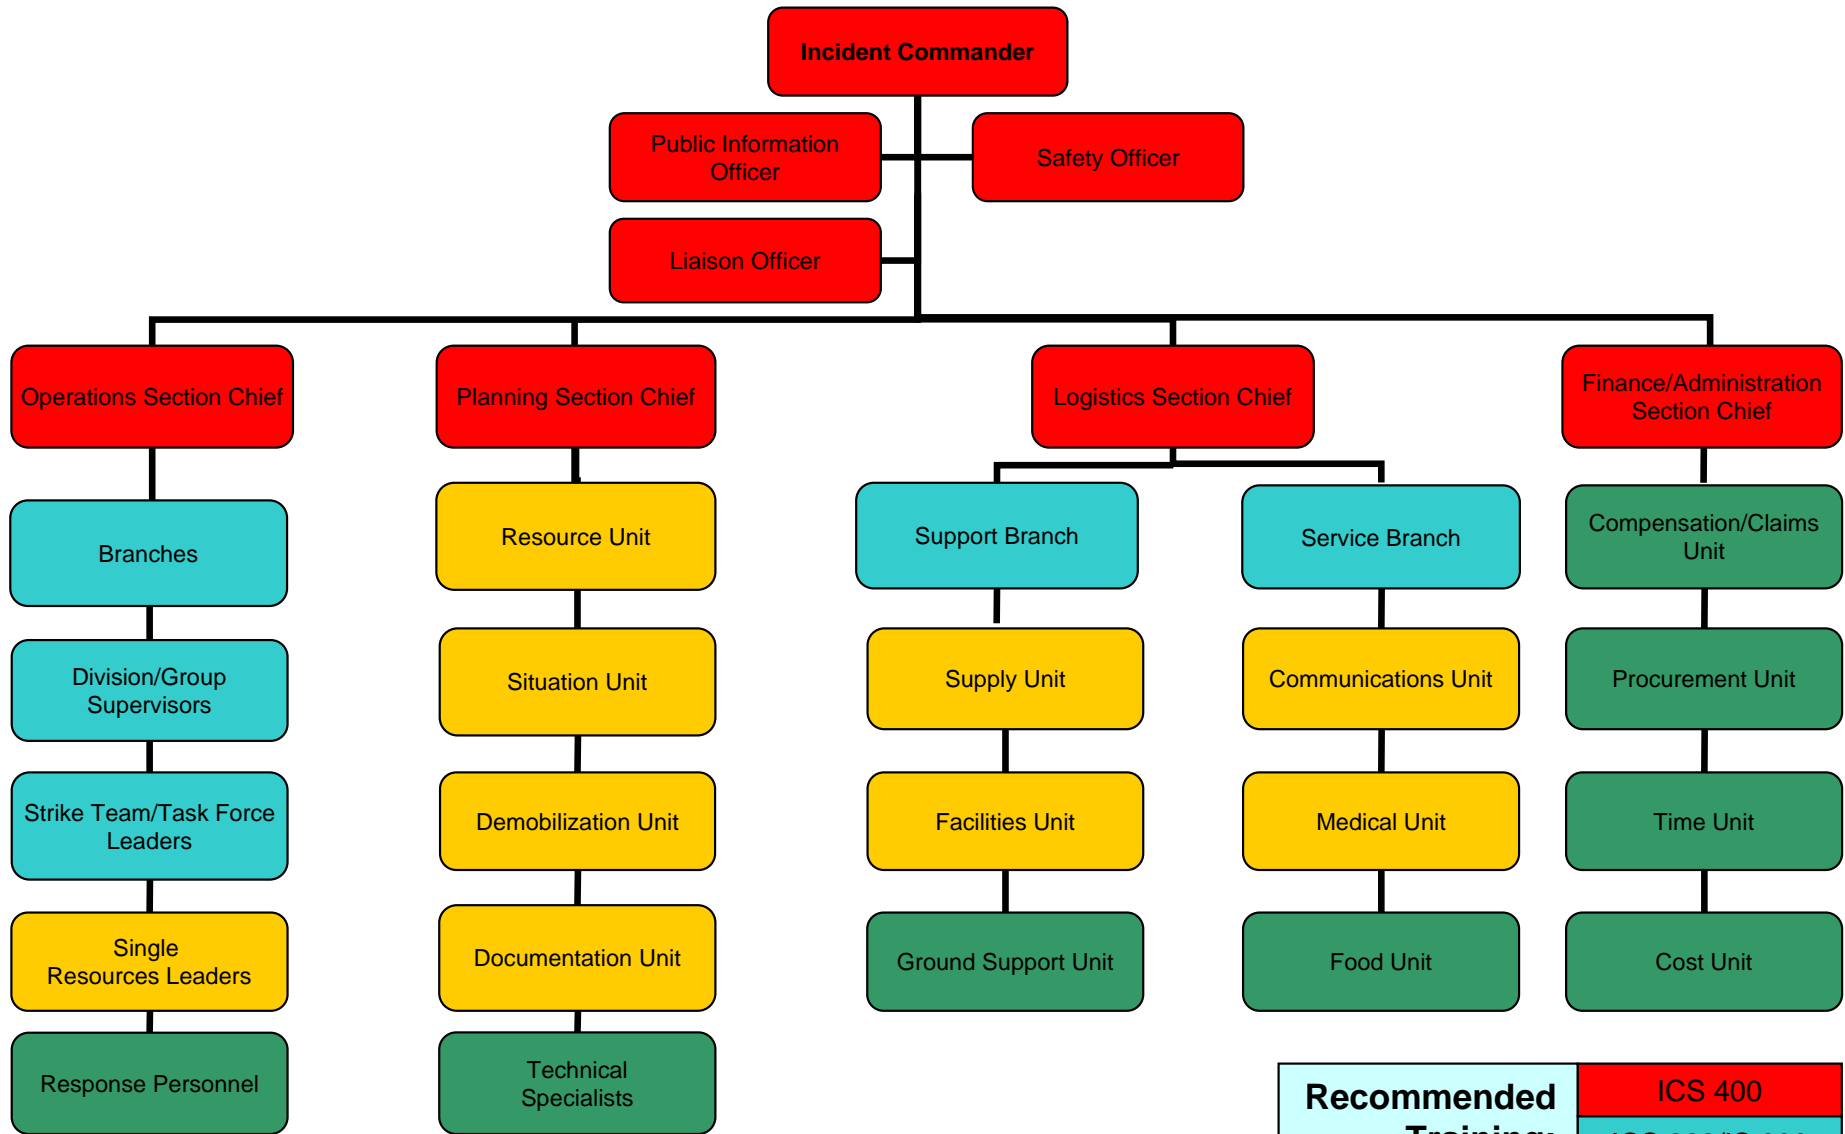 Incident Commander
Public Information
Officer
Safety Officer
Liaison Officer
Operations Section Chief
Planning Section Chief
Logistics Section Chief
Finance/Administration
Section Chief
Branches
Resource Unit
Support Branch
Service Branch
Compensation/Claims
Unit
Division/Group
Supervisors
Situation Unit
Supply Unit
Communications Unit
Procurement Unit
Strike Team/Task Force
Leaders
Demobilization Unit
Facilities Unit
Medical Unit
Time Unit
Single
Resources Leaders
Documentation Unit
Ground Support Unit
Food Unit
Cost Unit
Response Personnel
Technical
Specialists
Recommended
Training:
ICS 400